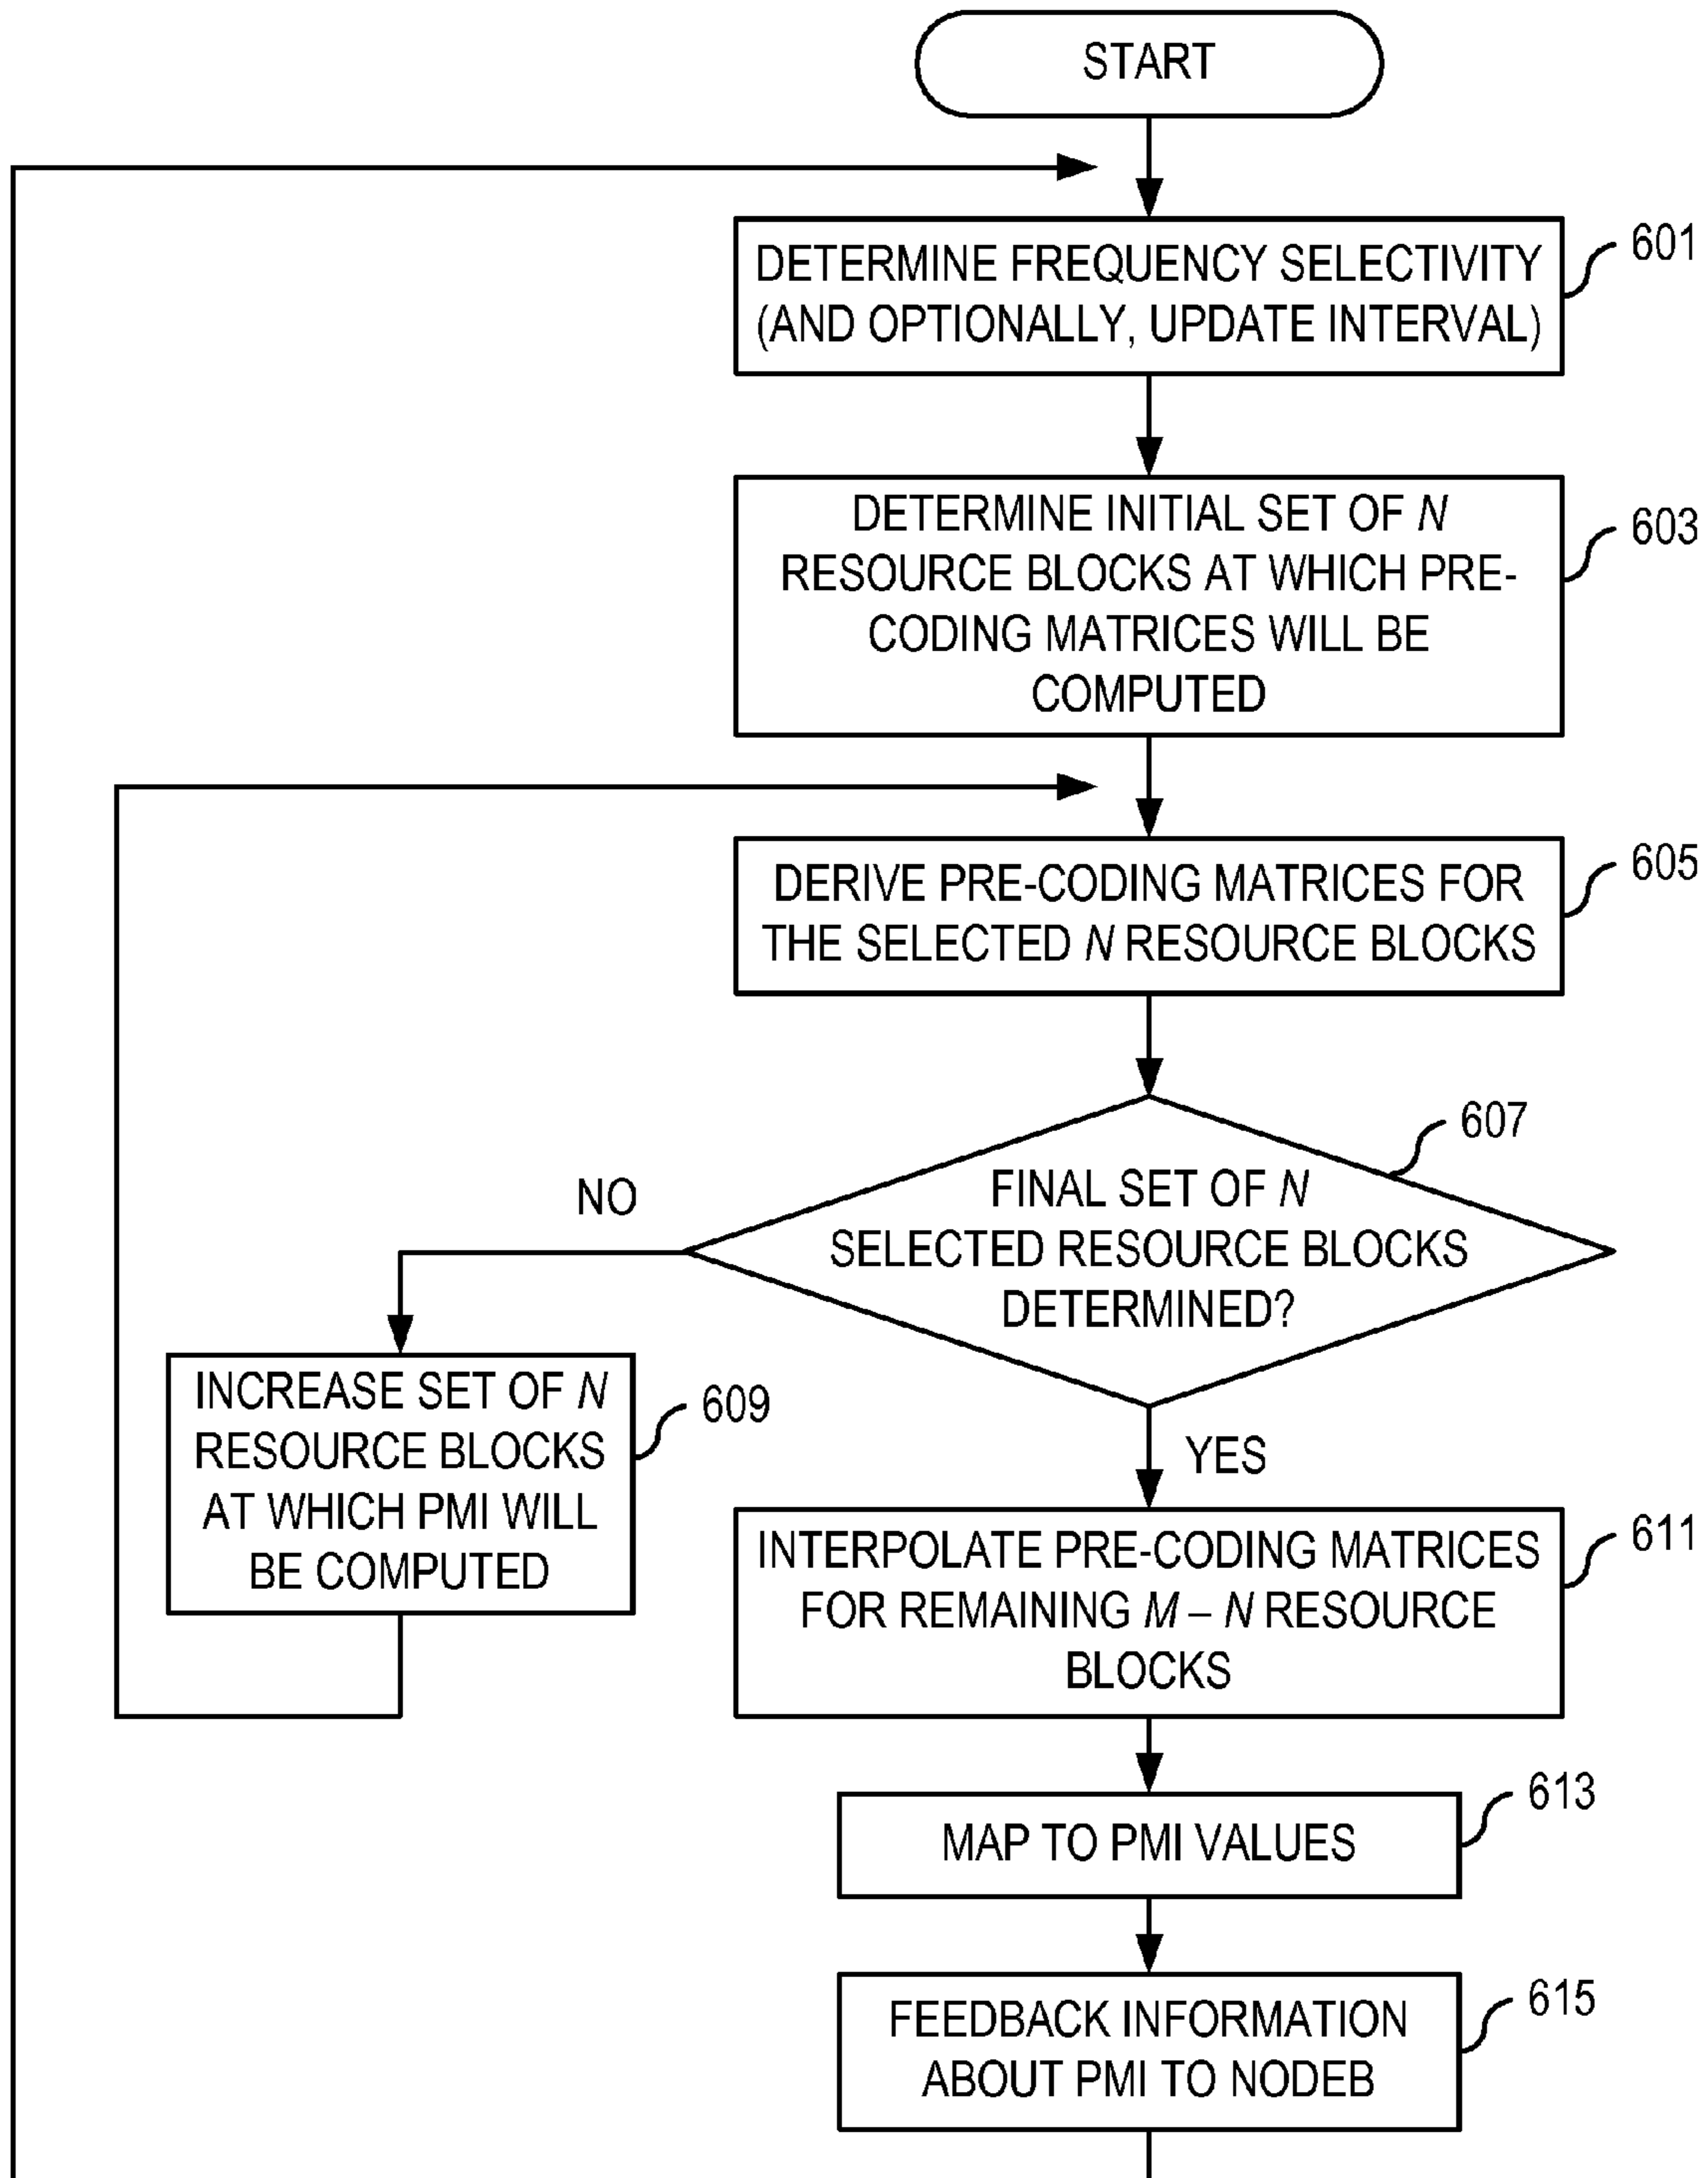 START
DETERMINE FREQUENCY SELECTIVITY
(AND OPTIONALLY, UPDATE INTERVAL)
601
DETERMINE INITIAL SET OF N
RESOURCE BLOCKS AT WHICH PRE-
CODING MATRICES WILL BE
COMPUTED
603
DERIVE PRE-CODING MATRICES FOR
THE SELECTED N RESOURCE BLOCKS
605
607
FINAL SET OF N
SELECTED RESOURCE BLOCKS
DETERMINED?
NO
INCREASE SET OF N
RESOURCE BLOCKS
AT WHICH PMI WILL
BE COMPUTED
609
YES
INTERPOLATE PRE-CODING MATRICES
FOR REMAINING M – N RESOURCE
BLOCKS
611
MAP TO PMI VALUES
613
FEEDBACK INFORMATION
ABOUT PMI TO NODEB
615